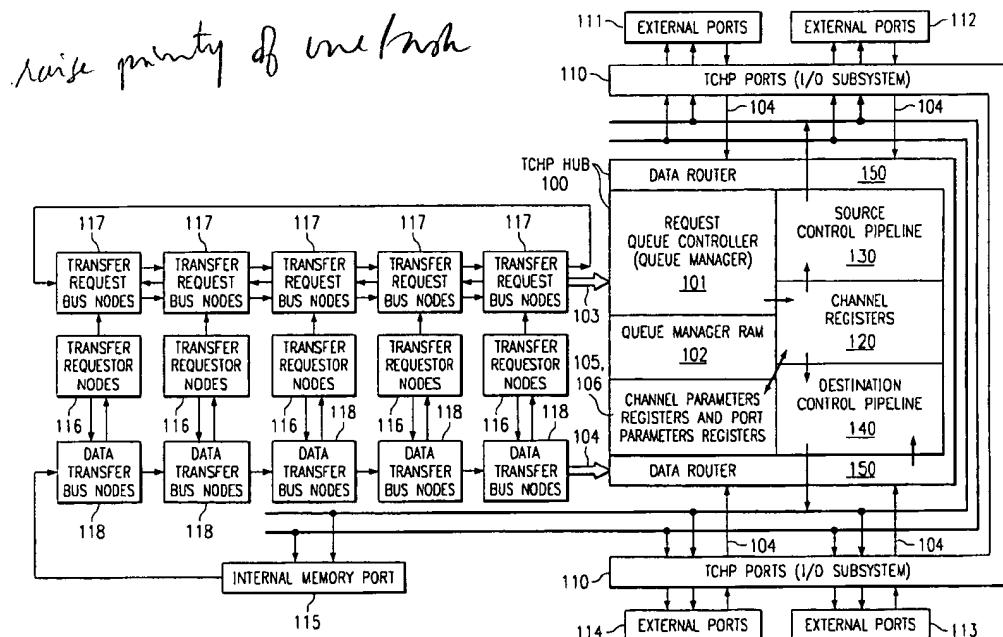 raise priority of one task
111
EXTERNAL PORTS
EXTERNAL PORTS
112
110
TCHP PORTS (I/O SUBSYSTEM)
104
104
TCHP HUB
100
DATA ROUTER
150
117
117
117
117
117
TRANSFER
REQUEST
BUS NODES
TRANSFER
REQUEST
BUS NODES
TRANSFER
REQUEST
BUS NODES
TRANSFER
REQUEST
BUS NODES
TRANSFER
REQUEST
BUS NODES
103
REQUEST
QUEUE CONTROLLER
(QUEUE MANAGER)
101
SOURCE
CONTROL PIPELINE
130
CHANNEL
REGISTERS
120
QUEUE MANAGER RAM
102
105,
106
CHANNEL PARAMETERS
REGISTERS AND PORT
PARAMETERS REGISTERS
DESTINATION
CONTROL PIPELINE
140
TRANSFER
REQUESTOR
NODES
TRANSFER
REQUESTOR
NODES
TRANSFER
REQUESTOR
NODES
TRANSFER
REQUESTOR
NODES
TRANSFER
REQUESTOR
NODES
116
116
116
118
116
118
116
118
DATA
TRANSFER
BUS NODES
DATA
TRANSFER
BUS NODES
DATA
TRANSFER
BUS NODES
DATA
TRANSFER
BUS NODES
DATA
TRANSFER
BUS NODES
104
DATA ROUTER
150
118
118
104
104
INTERNAL MEMORY PORT
115
110
TCHP PORTS (I/O SUBSYSTEM)
114
EXTERNAL PORTS
EXTERNAL PORTS
113